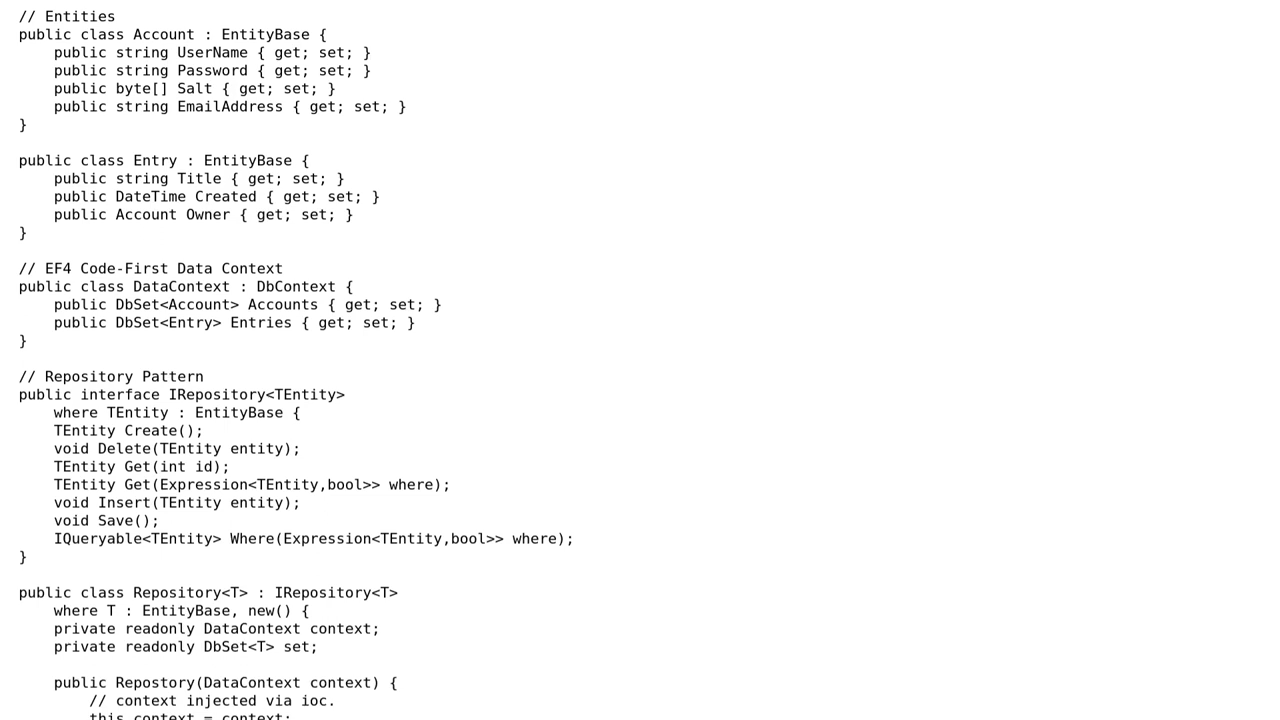 // Entities
public class Account : EntityBase {
    public string UserName { get; set; }
    public string Password { get; set; }
    public byte[] Salt { get; set; }
    public string EmailAddress { get; set; }
}

public class Entry : EntityBase {
    public string Title { get; set; }
    public DateTime Created { get; set; }
    public Account Owner { get; set; }
}

// EF4 Code-First Data Context
public class DataContext : DbContext {
    public DbSet<Account> Accounts { get; set; }
    public DbSet<Entry> Entries { get; set; }
}

// Repository Pattern
public interface IRepository<TEntity>
    where TEntity : EntityBase {
    TEntity Create();
    void Delete(TEntity entity);
    TEntity Get(int id);
    TEntity Get(Expression<TEntity,bool>> where);
    void Insert(TEntity entity);
    void Save();
    IQueryable<TEntity> Where(Expression<TEntity,bool>> where);
}

public class Repository<T> : IRepository<T>
    where T : EntityBase, new() {
    private readonly DataContext context;
    private readonly DbSet<T> set;

    public Repostory(DataContext context) {
        // context injected via ioc.
        this.context = context;